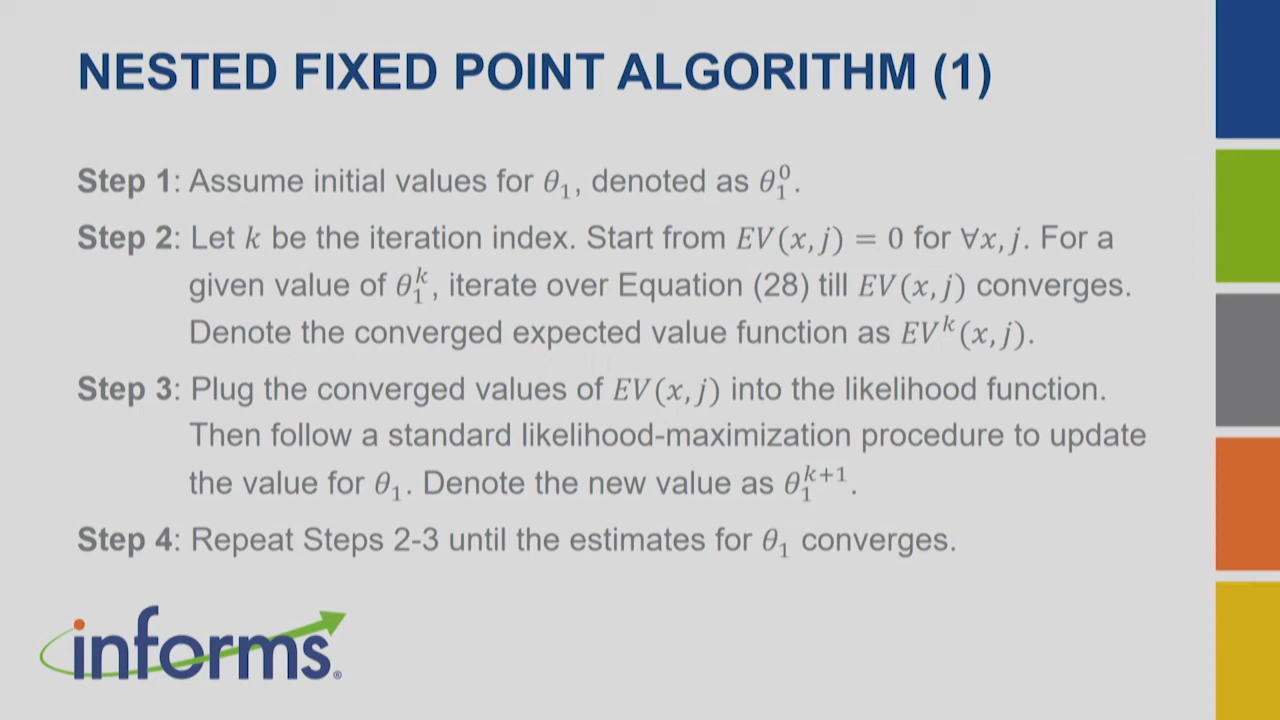 NESTED FIXED POINT ALGORITHM (1)
Step 1: Assume initial values for θ₁, denoted as θ₁⁰.
Step 2: Let k be the iteration index. Start from EV(x, j) = 0 for ∀x, j. For a
given value of θ₁ᵏ, iterate over Equation (28) till EV(x, j) converges.
Denote the converged expected value function as EVᵏ(x, j).
Step 3: Plug the converged values of EV(x, j) into the likelihood function.
Then follow a standard likelihood-maximization procedure to update
the value for θ₁. Denote the new value as θ₁ᵏ⁺¹.
Step 4: Repeat Steps 2-3 until the estimates for θ₁ converges.
informs®